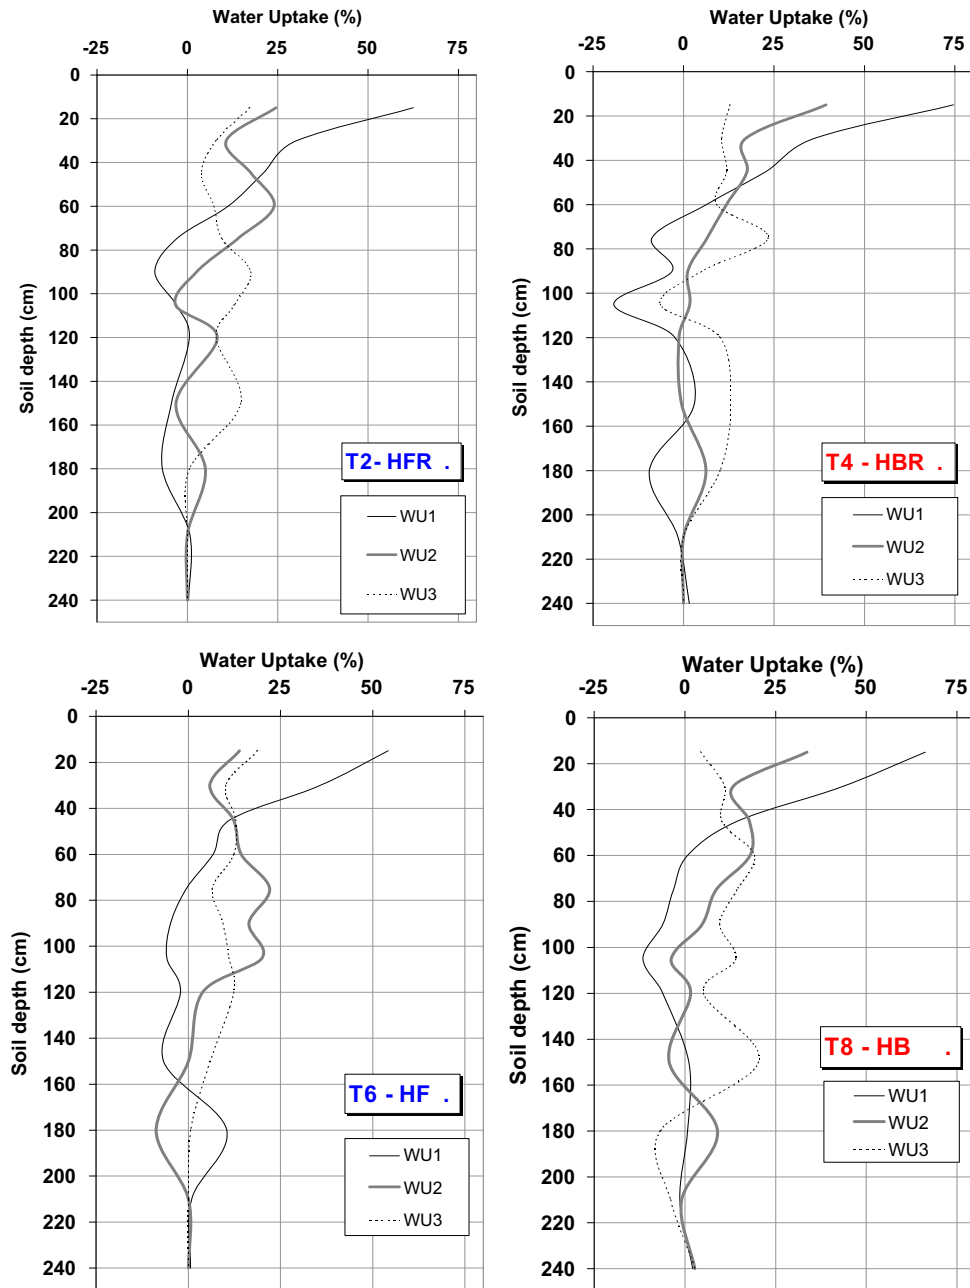 Water Uptake (%)
-25 0 25 50 75
0
20
40
60
80
100
120
140
160
180
200
220
240
Soil depth (cm)
T2- HFR .
WU1
WU2
WU3
Water Uptake (%)
-25 0 25 50 75
0
20
40
60
80
100
120
140
160
180
200
220
240
Soil depth (cm)
T4 - HBR .
WU1
WU2
WU3
Water Uptake (%)
-25 0 25 50 75
0
20
40
60
80
100
120
140
160
180
200
220
240
Soil depth (cm)
T6 - HF .
WU1
WU2
WU3
Water Uptake (%)
-25 0 25 50 75
0
20
40
60
80
100
120
140
160
180
200
220
240
Soil depth (cm)
T8 - HB .
WU1
WU2
WU3